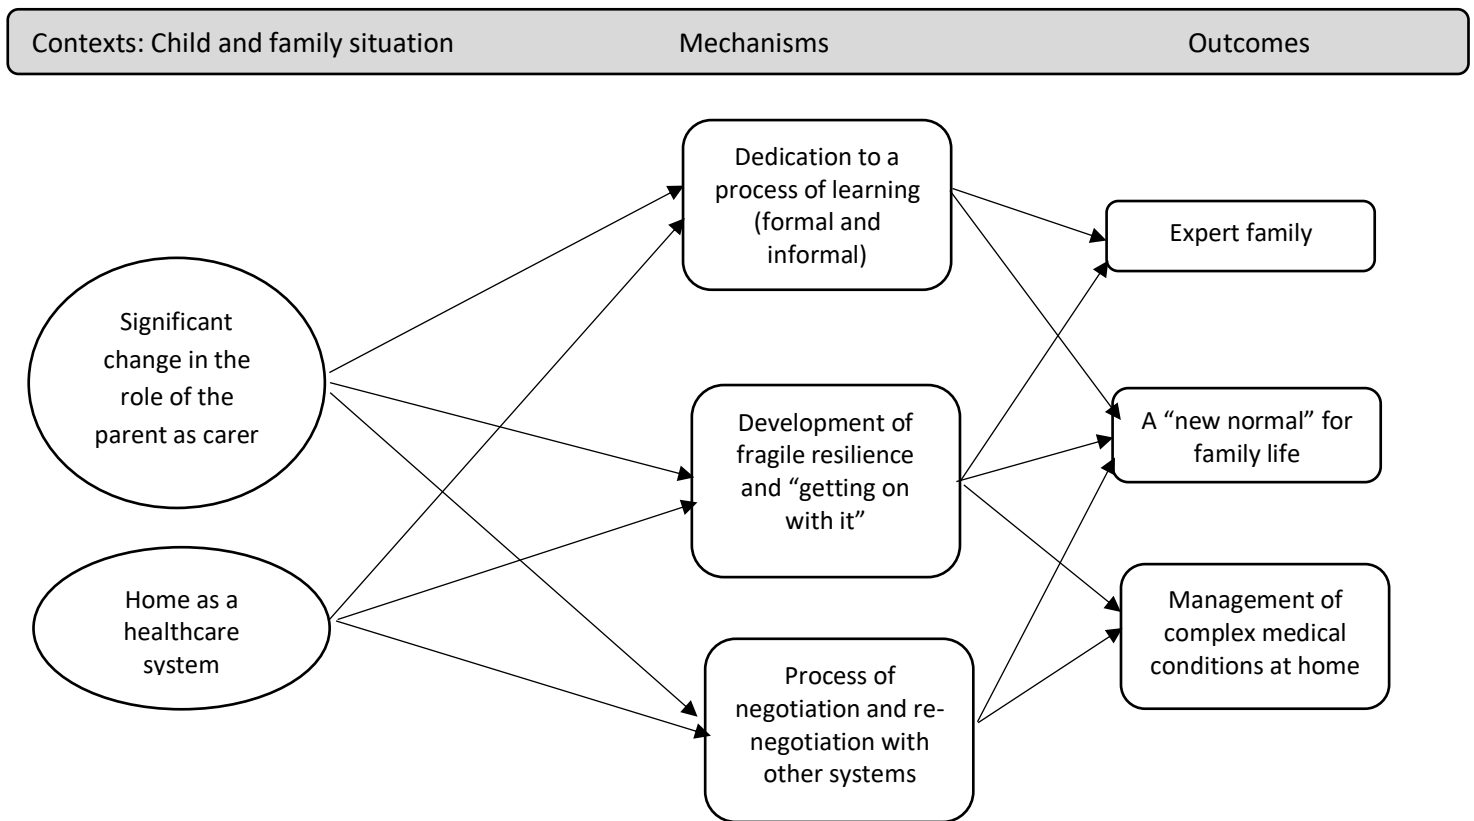 Contexts: Child and family situation
Mechanisms
Outcomes
Significant
change in the
role of the
parent as carer
Home as a
healthcare
system
Dedication to a
process of learning
(formal and
informal)
Development of
fragile resilience
and “getting on
with it”
Process of
negotiation and re-
negotiation with
other systems
Expert family
A “new normal” for
family life
Management of
complex medical
conditions at home